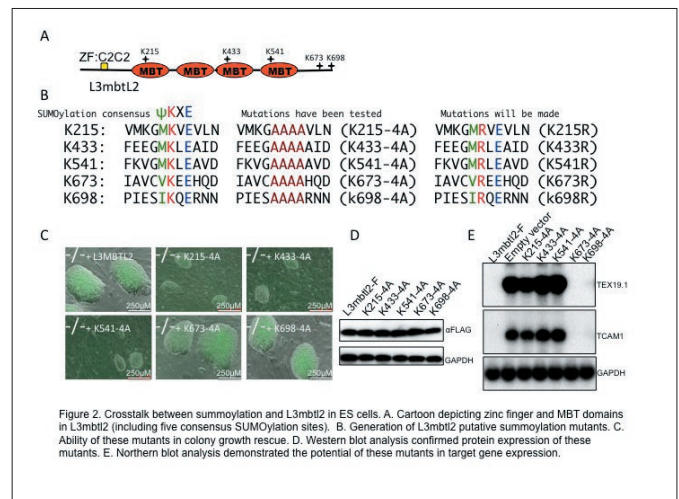 A
K215
K433
K541
K673 K698
ZF:C2C2
MBT MBT MBT MBT
L3mbtL2
B
SUMOylation consensus ψKXE Mutations have been tested Mutations will be made
K215: VMKGMKVEVLN VMKGAAAAVLN (K215-4A) VMKGMRVEVLN (K215R)
K433: FEEGMKLEAID FEEGAAAAAID (K433-4A) FEEGMRLEAID (K433R)
K541: FKLGMKLEAVD FKLGAAAAAVD (K541-4A) FKLGMRLEAVD (K541R)
K673: IAVCVKEEHQD IAVCAAAAHQD (K673-4A) IAVCVREEHQD (K673R)
K698: PIESIKQERNN PIESAAAARNN (k698-4A) PIESIRQERNN (k698R)
C
-/-+ L3MBTL2
250µM
-/-+ K215-4A
250µM
-/-+ K433-4A
250µM
-/-+ K541-4A
250µM
-/-+ K673-4A
250µM
-/-+ K698-4A
250µM
D
L3mbtl2-F
K215-4A
K433-4A
K541-4A
K673-4A
K698-4A
αFLAG
GAPDH
E
L3mbtl2-F
Empty vector
K215-4A
K433-4A
K541-4A
K673-4A
K698-4A
TEX19.1
TCAM1
GAPDH
Figure 2. Crosstalk between summoylation and L3mbtl2 in ES cells. A. Cartoon depicting zinc finger and MBT domains
in L3mbtl2 (including five consensus SUMOylation sites). B. Generation of L3mbtl2 putative summoylation mutants. C.
Ability of these mutants in colony growth rescue. D. Western blot analysis confirmed protein expression of these
mutants. E. Northern blot analysis demonstrated the potential of these mutants in target gene expression.